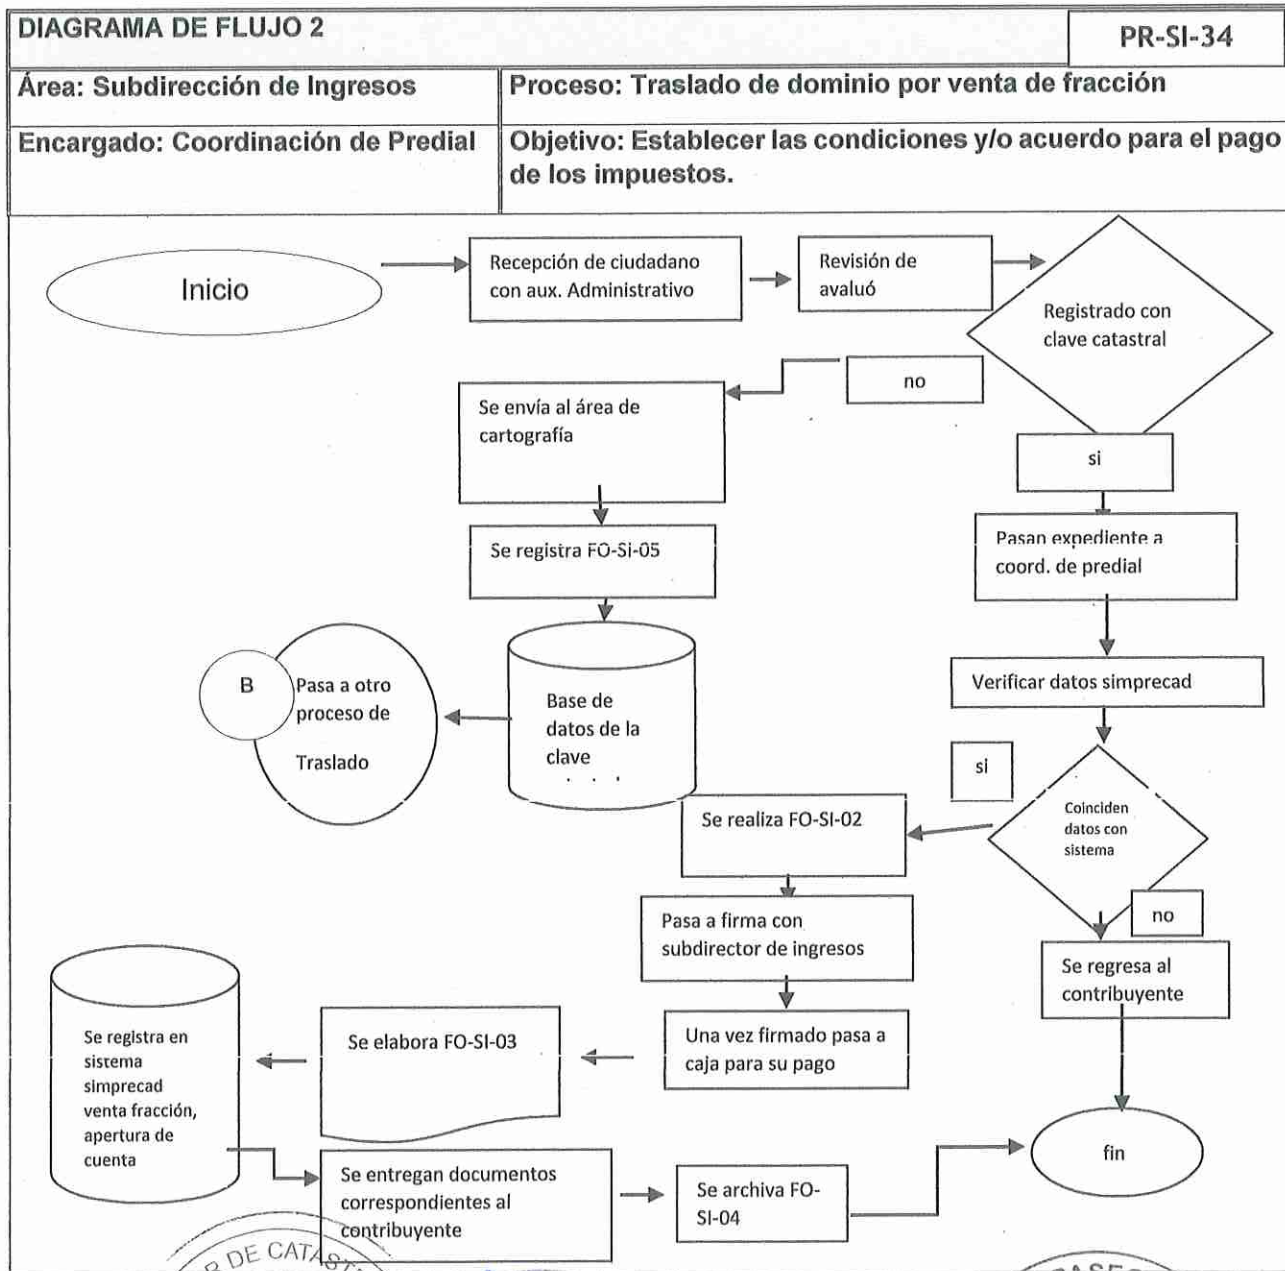 DIAGRAMA DE FLUJO 2
PR-SI-34
Área: Subdirección de Ingresos
Proceso: Traslado de dominio por venta de fracción
Encargado: Coordinación de Predial
Objetivo: Establecer las condiciones y/o acuerdo para el pago
de los impuestos.
Inicio
Recepción de ciudadano
con aux. Administrativo
Revisión de
avaluó
Registrado con
clave catastral
no
Se envía al área de
cartografía
si
Se registra FO-Si-05
Pasan expediente a
coord. de predial
B
Pasa a otro
proceso de
Traslado
Base de
datos de la
clave
Verificar datos simprecad
si
Coinciden
datos con
sistema
Se realiza FO-SI-02
no
Pasa a firma con
subdirector de ingresos
Se regresa al
contribuyente
Una vez firmado pasa a
caja para su pago
Se elabora FO-SI-03
Se registra en
sistema
simprecad
venta fracción,
apertura de
cuenta
Se entregan documentos
correspondientes al
contribuyente
Se archiva FO-
SI-04
fin
DE